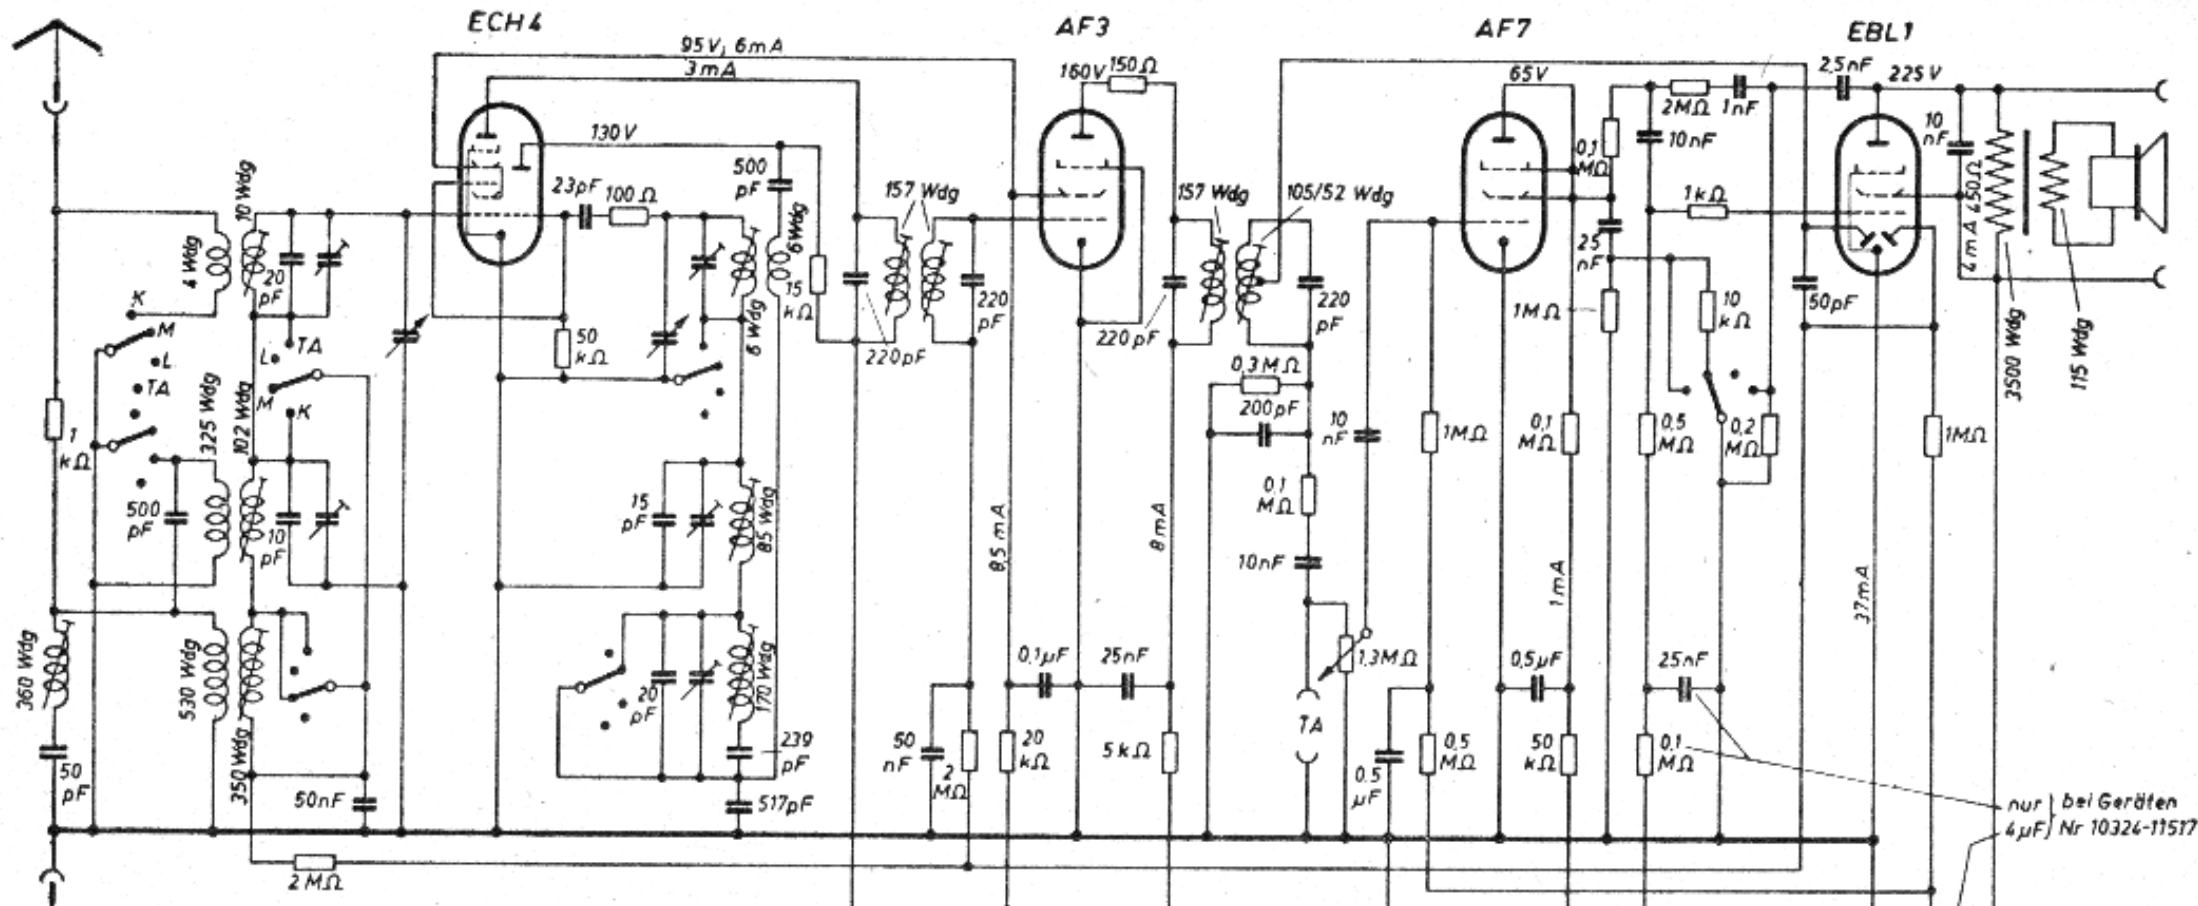 ECH4
AF3
AF7
EBL1
95V, 6mA
3mA
160V
150Ω
65V
2MΩ
1nF
2,5nF
225V
130V
10 Wdg
4 Wdg
20 pF
K
M
L
TA
L
TA
M
K
23pF
100Ω
500 pF
6 Wdg
6 Wdg
15 kΩ
50 kΩ
157 Wdg
220 pF
220pF
157 Wdg
105/52 Wdg
220pF
220 pF
0,1 MΩ
10nF
1kΩ
25 nF
1MΩ
10 kΩ
50pF
10 nF
4mA
450Ω
3500 Wdg
115 Wdg
1 kΩ
325 Wdg
102 Wdg
500 pF
10 pF
15 pF
85 Wdg
0,3MΩ
200pF
10 nF
1MΩ
0,1 MΩ
0,5 MΩ
0,2 MΩ
1MΩ
0,1 MΩ
10nF
8,5 mA
8mA
1mA
37mA
360 Wdg
530 Wdg
350 Wdg
50 pF
50nF
20 pF
170 Wdg
239 pF
517pF
50 nF
2 MΩ
0,1µF
20 kΩ
25nF
5kΩ
1,3MΩ
TA
0,5 µF
0,5 MΩ
0,5µF
50 kΩ
25nF
0,1 MΩ
2MΩ
nur } bei Geräten
4µF } Nr 10324-11517